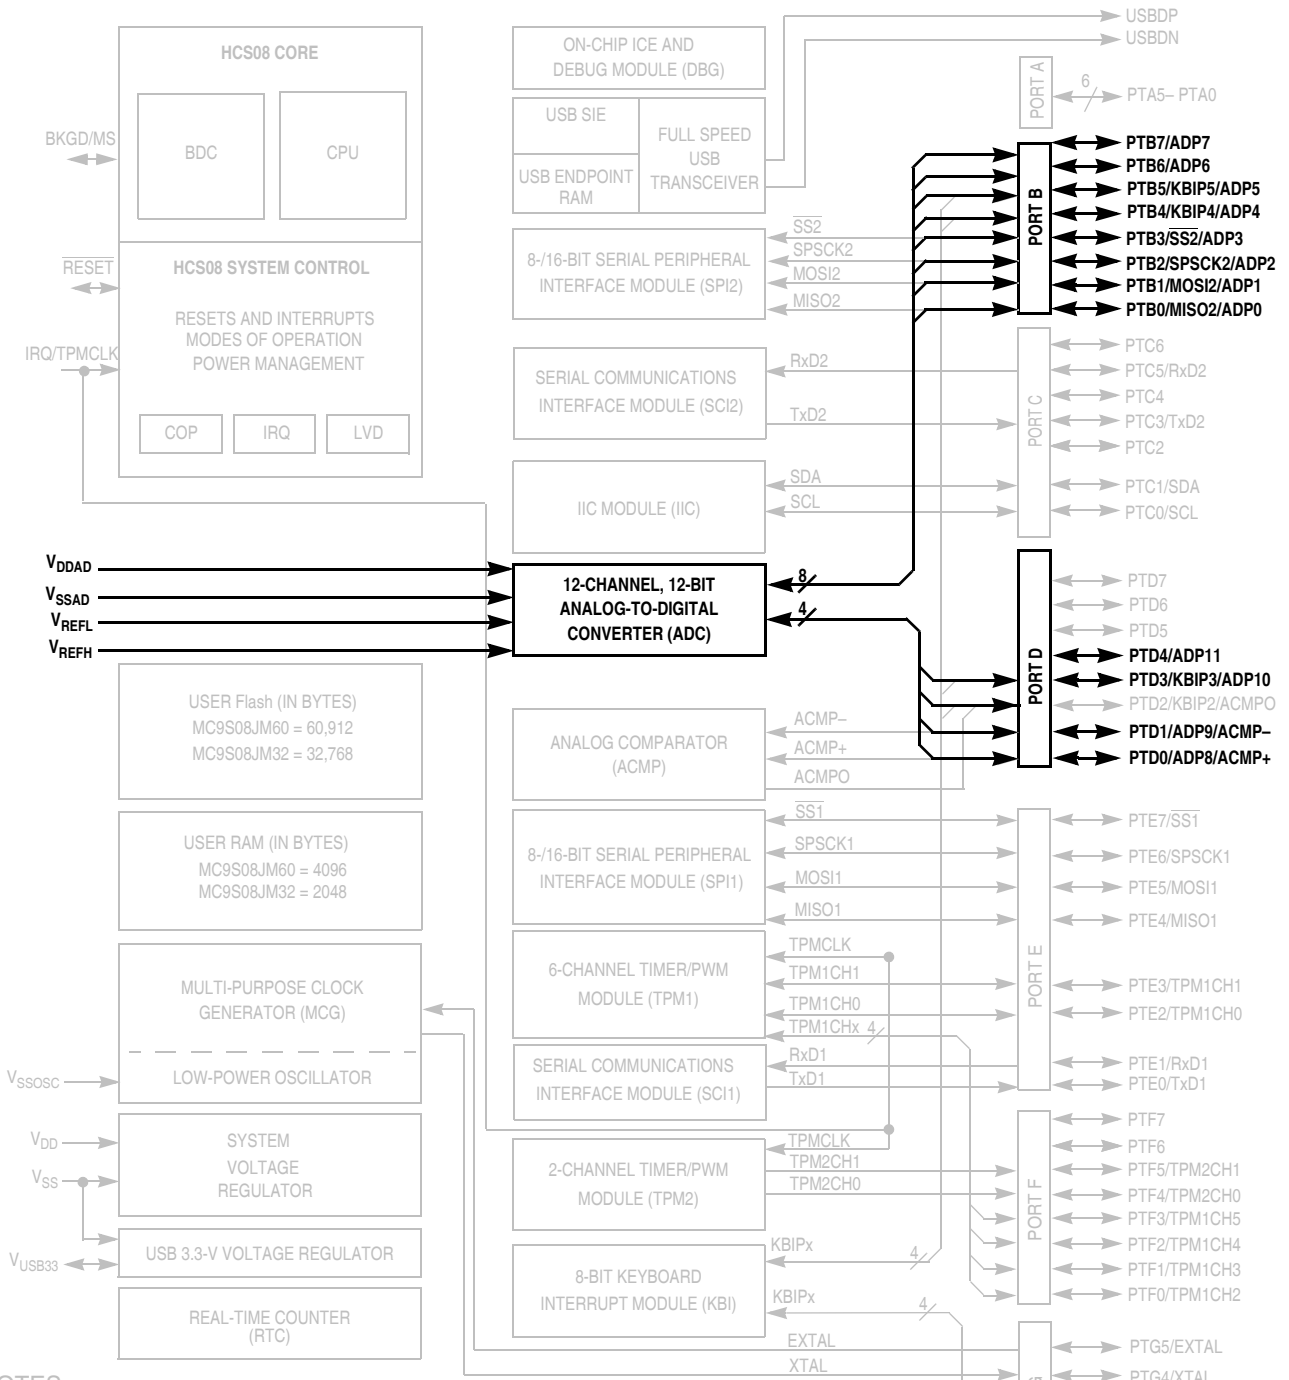 USBDP
USBDN
HCS08 CORE
BDC
CPU
BKGD/MS
HCS08 SYSTEM CONTROL
RESET
RESETS AND INTERRUPTS
MODES OF OPERATION
POWER MANAGEMENT
IRQ/TPMCLK
COP
IRQ
LVD
VDDAD
VSSAD
VREFL
VREFH
USER Flash (IN BYTES)
MC9S08JM60 = 60,912
MC9S08JM32 = 32,768
USER RAM (IN BYTES)
MC9S08JM60 = 4096
MC9S08JM32 = 2048
MULTI-PURPOSE CLOCK
GENERATOR (MCG)
LOW-POWER OSCILLATOR
VSSOSC
VDD
VSS
SYSTEM
VOLTAGE
REGULATOR
VUSB33
USB 3.3-V VOLTAGE REGULATOR
REAL-TIME COUNTER
(RTC)
ON-CHIP ICE AND
DEBUG MODULE (DBG)
USB SIE
USB ENDPOINT
RAM
FULL SPEED
USB
TRANSCEIVER
8-/16-BIT SERIAL PERIPHERAL
INTERFACE MODULE (SPI2)
SS2
SPSCK2
MOSI2
MISO2
SERIAL COMMUNICATIONS
INTERFACE MODULE (SCI2)
RxD2
TxD2
IIC MODULE (IIC)
SDA
SCL
12-CHANNEL, 12-BIT
ANALOG-TO-DIGITAL
CONVERTER (ADC)
8
4
ANALOG COMPARATOR
(ACMP)
ACMP–
ACMP+
ACMPO
8-/16-BIT SERIAL PERIPHERAL
INTERFACE MODULE (SPI1)
SS1
SPSCK1
MOSI1
MISO1
6-CHANNEL TIMER/PWM
MODULE (TPM1)
TPMCLK
TPM1CH1
TPM1CH0
TPM1CHx 4
SERIAL COMMUNICATIONS
INTERFACE MODULE (SCI1)
RxD1
TxD1
2-CHANNEL TIMER/PWM
MODULE (TPM2)
TPMCLK
TPM2CH1
TPM2CH0
8-BIT KEYBOARD
INTERRUPT MODULE (KBI)
KBIPx
4
KBIPx
4
EXTAL
XTAL
PORT A
6
PTA5– PTA0
PORT B
PTB7/ADP7
PTB6/ADP6
PTB5/KBIP5/ADP5
PTB4/KBIP4/ADP4
PTB3/SS2/ADP3
PTB2/SPSCK2/ADP2
PTB1/MOSI2/ADP1
PTB0/MISO2/ADP0
PORT C
PTC6
PTC5/RxD2
PTC4
PTC3/TxD2
PTC2
PTC1/SDA
PTC0/SCL
PORT D
PTD7
PTD6
PTD5
PTD4/ADP11
PTD3/KBIP3/ADP10
PTD2/KBIP2/ACMPO
PTD1/ADP9/ACMP–
PTD0/ADP8/ACMP+
PORT E
PTE7/SS1
PTE6/SPSCK1
PTE5/MOSI1
PTE4/MISO1
PTE3/TPM1CH1
PTE2/TPM1CH0
PTE1/RxD1
PTE0/TxD1
PORT F
PTF7
PTF6
PTF5/TPM2CH1
PTF4/TPM2CH0
PTF3/TPM1CH5
PTF2/TPM1CH4
PTF1/TPM1CH3
PTF0/TPM1CH2
PTG5/EXTAL
PTG4/XTAL